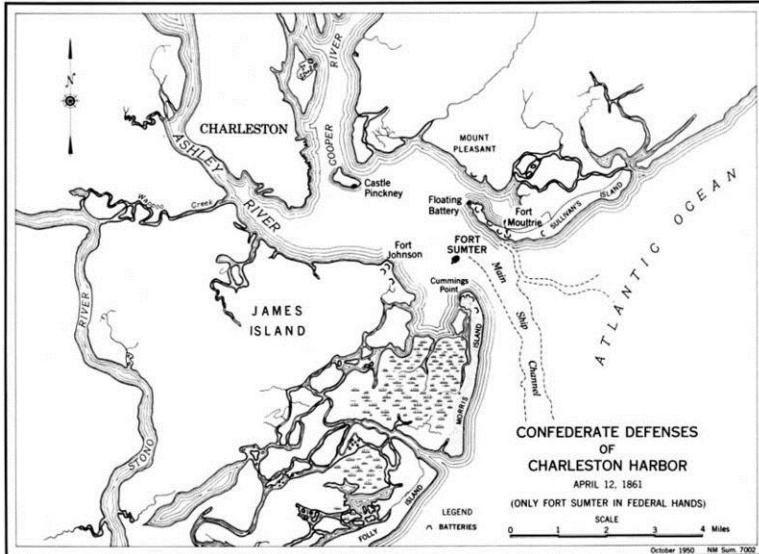 N
RIVER
COOPER
CHARLESTON
ASHLEY
RIVER
MOUNT
PLEASANT
Castle
Pinckney
Floating
Battery
Fort
Moultrie
SULLIVAN'S
ISLAND
Wappoo
Creek
FORT
SUMTER
Fort
Johnson
Cummings
Point
Main
Ship
Channel
ATLANTIC OCEAN
JAMES
ISLAND
RIVER
STONO
MORRIS
ISLAND
FOLLY
ISLAND
CONFEDERATE DEFENSES
OF
CHARLESTON HARBOR
APRIL 12, 1861
(ONLY FORT SUMTER IN FEDERAL HANDS)
LEGEND
BATTERIES
SCALE
0 1 2 3 4 Miles
October 1950 NM Sum. 7002